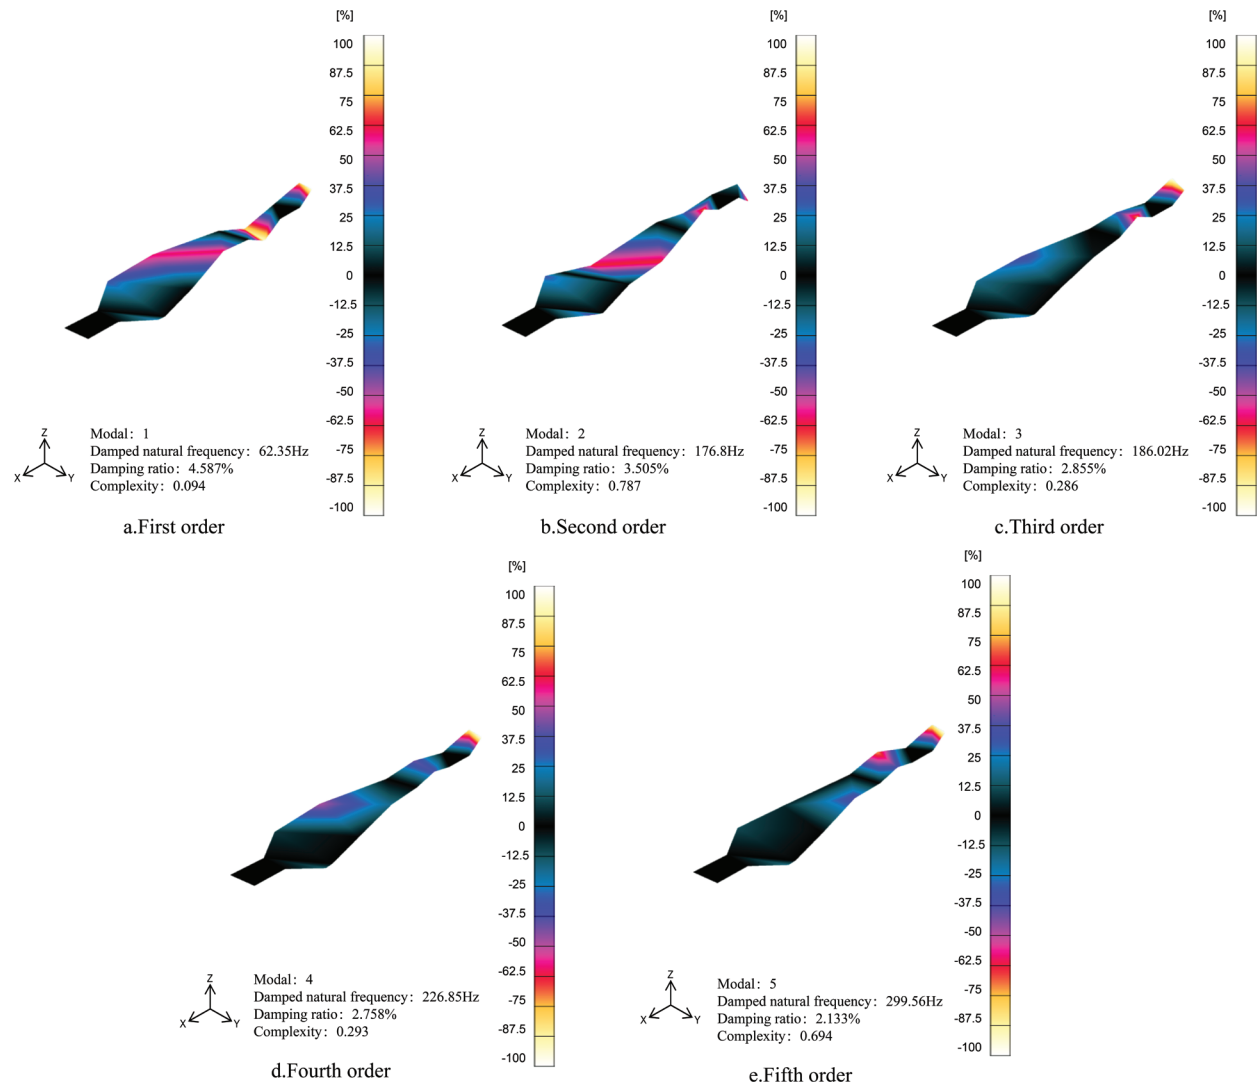 [%]
100
87.5
75
62.5
50
37.5
25
12.5
0
-12.5
-25
-37.5
-50
-62.5
-75
-87.5
-100
Z
X
Y
Modal: 1
Damped natural frequency: 62.35Hz
Damping ratio: 4.587%
Complexity: 0.094
a.First order
[%]
100
87.5
75
62.5
50
37.5
25
12.5
0
-12.5
-25
-37.5
-50
-62.5
-75
-87.5
-100
Z
X
Y
Modal: 2
Damped natural frequency: 176.8Hz
Damping ratio: 3.505%
Complexity: 0.787
b.Second order
[%]
100
87.5
75
62.5
50
37.5
25
12.5
0
-12.5
-25
-37.5
-50
-62.5
-75
-87.5
-100
Z
X
Y
Modal: 3
Damped natural frequency: 186.02Hz
Damping ratio: 2.855%
Complexity: 0.286
c.Third order
[%]
100
87.5
75
62.5
50
37.5
25
12.5
0
-12.5
-25
-37.5
-50
-62.5
-75
-87.5
-100
Z
X
Y
Modal: 4
Damped natural frequency: 226.85Hz
Damping ratio: 2.758%
Complexity: 0.293
d.Fourth order
[%]
100
87.5
75
62.5
50
37.5
25
12.5
0
-12.5
-25
-37.5
-50
-62.5
-75
-87.5
-100
Z
X
Y
Modal: 5
Damped natural frequency: 299.56Hz
Damping ratio: 2.133%
Complexity: 0.694
e.Fifth order